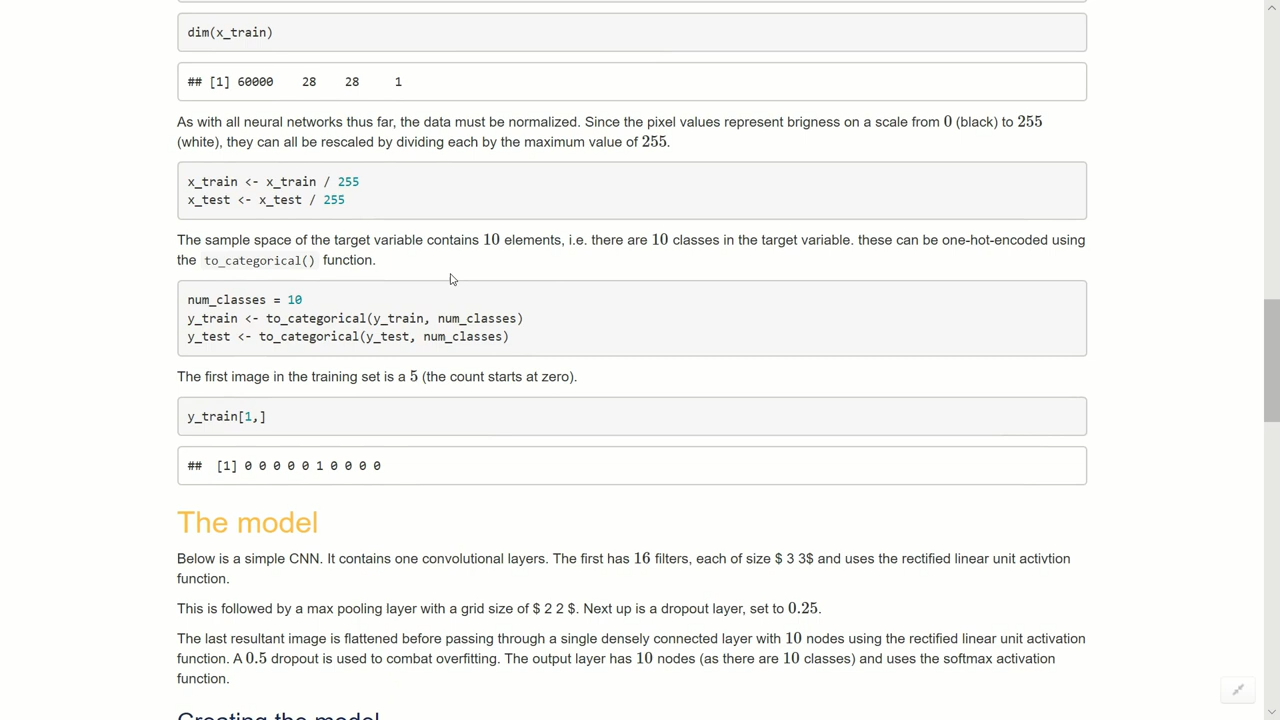 dim(x_train)
## [1] 60000    28    28     1
As with all neural networks thus far, the data must be normalized. Since the pixel values represent brigness on a scale from 0 (black) to 255
(white), they can all be rescaled by dividing each by the maximum value of 255.
x_train <- x_train / 255
x_test <- x_test / 255
The sample space of the target variable contains 10 elements, i.e. there are 10 classes in the target variable. these can be one-hot-encoded using
the to_categorical() function.
num_classes = 10
y_train <- to_categorical(y_train, num_classes)
y_test <- to_categorical(y_test, num_classes)
The first image in the training set is a 5 (the count starts at zero).
y_train[1,]
##  [1] 0 0 0 0 0 1 0 0 0 0
The model
Below is a simple CNN. It contains one convolutional layers. The first has 16 filters, each of size $ 3 3$ and uses the rectified linear unit activtion
function.
This is followed by a max pooling layer with a grid size of $ 2 2 $. Next up is a dropout layer, set to 0.25.
The last resultant image is flattened before passing through a single densely connected layer with 10 nodes using the rectified linear unit activation
function. A 0.5 dropout is used to combat overfitting. The output layer has 10 nodes (as there are 10 classes) and uses the softmax activation
function.
Creating the model